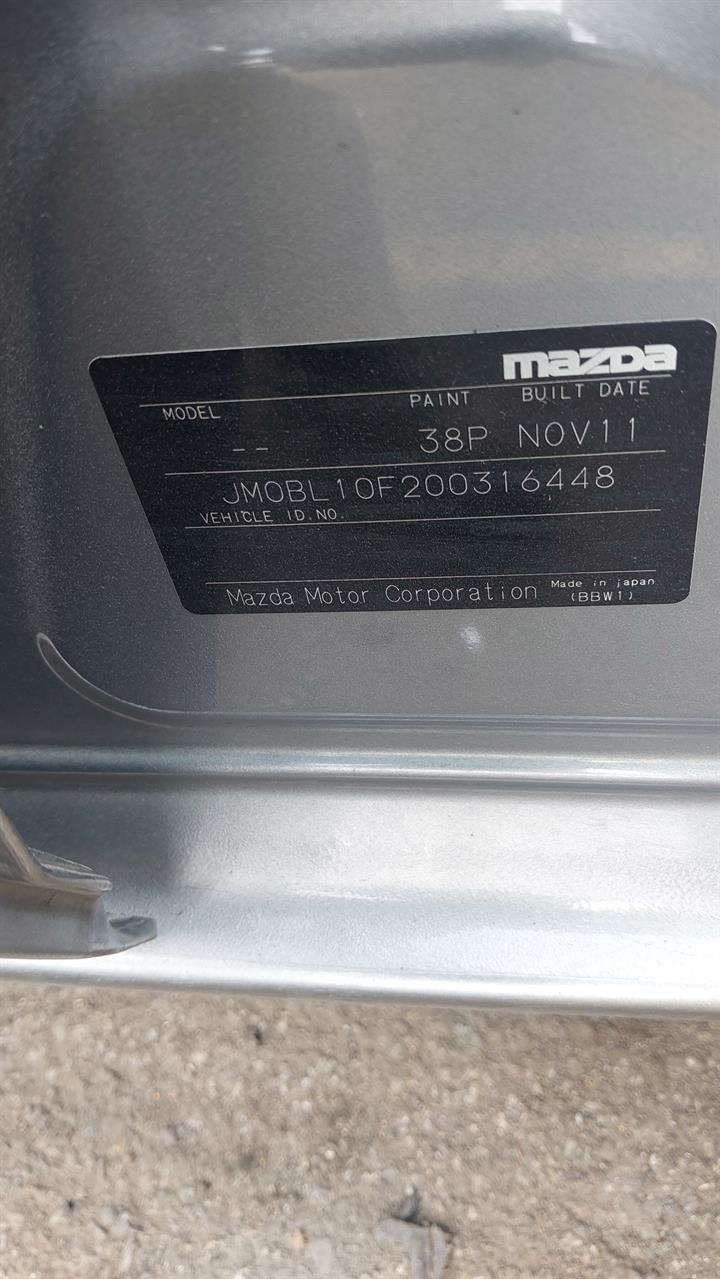 mazda
MODEL PAINT BUILT DATE
-- 38P NOV11
JM0BL10F200316448
VEHICLE ID.NO.
Mazda Motor Corporation Made in japan
(BBW1)